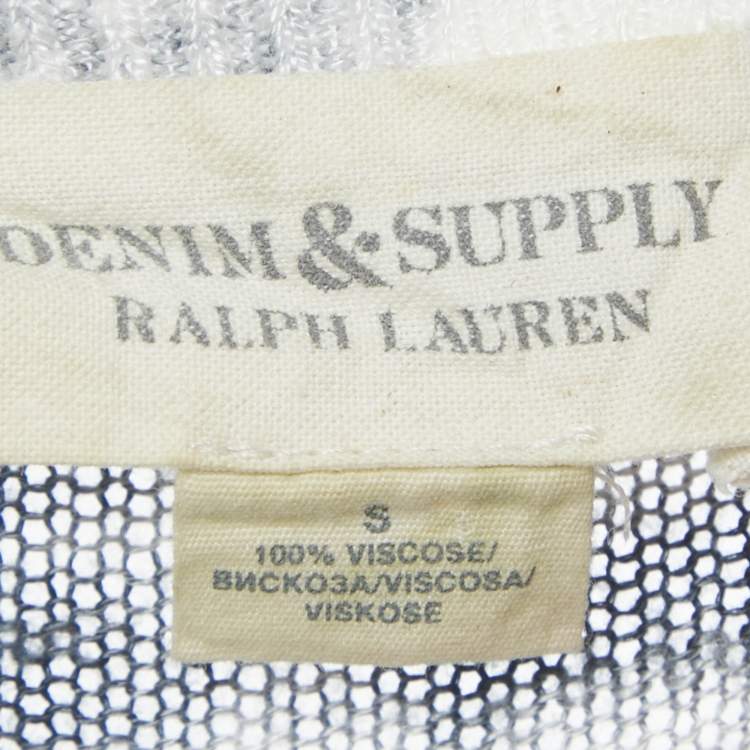 DENIM & SUPPLY
RALPH LAUREN
S
100% VISCOSE/
ВИСКОЗА/VISCOSA/
VISKOSE